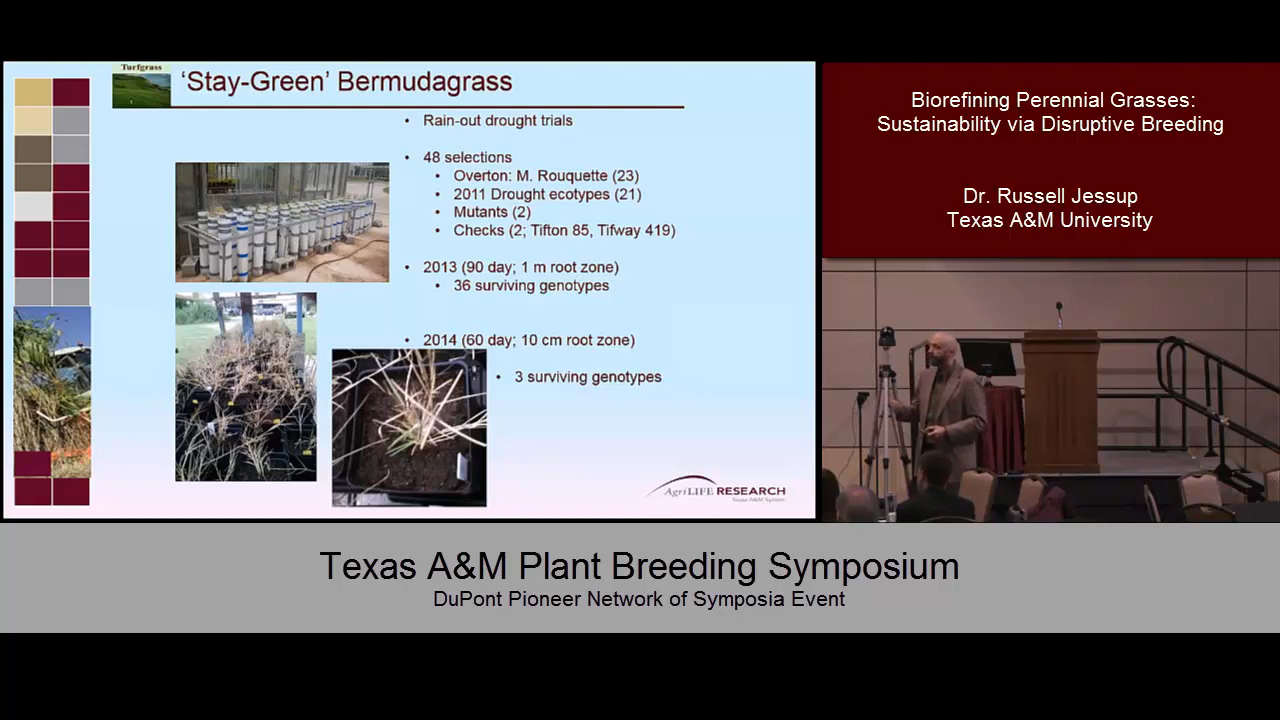 Turfgrass
'Stay-Green' Bermudagrass
• Rain-out drought trials
• 48 selections
• Overton: M. Rouquette (23)
• 2011 Drought ecotypes (21)
• Mutants (2)
• Checks (2; Tifton 85, Tifway 419)
• 2013 (90 day; 1 m root zone)
• 36 surviving genotypes
• 2014 (60 day; 10 cm root zone)
• 3 surviving genotypes
AgriLIFE RESEARCH
Texas A&M System
Biorefining Perennial Grasses:
Sustainability via Disruptive Breeding
Dr. Russell Jessup
Texas A&M University
Texas A&M Plant Breeding Symposium
DuPont Pioneer Network of Symposia Event